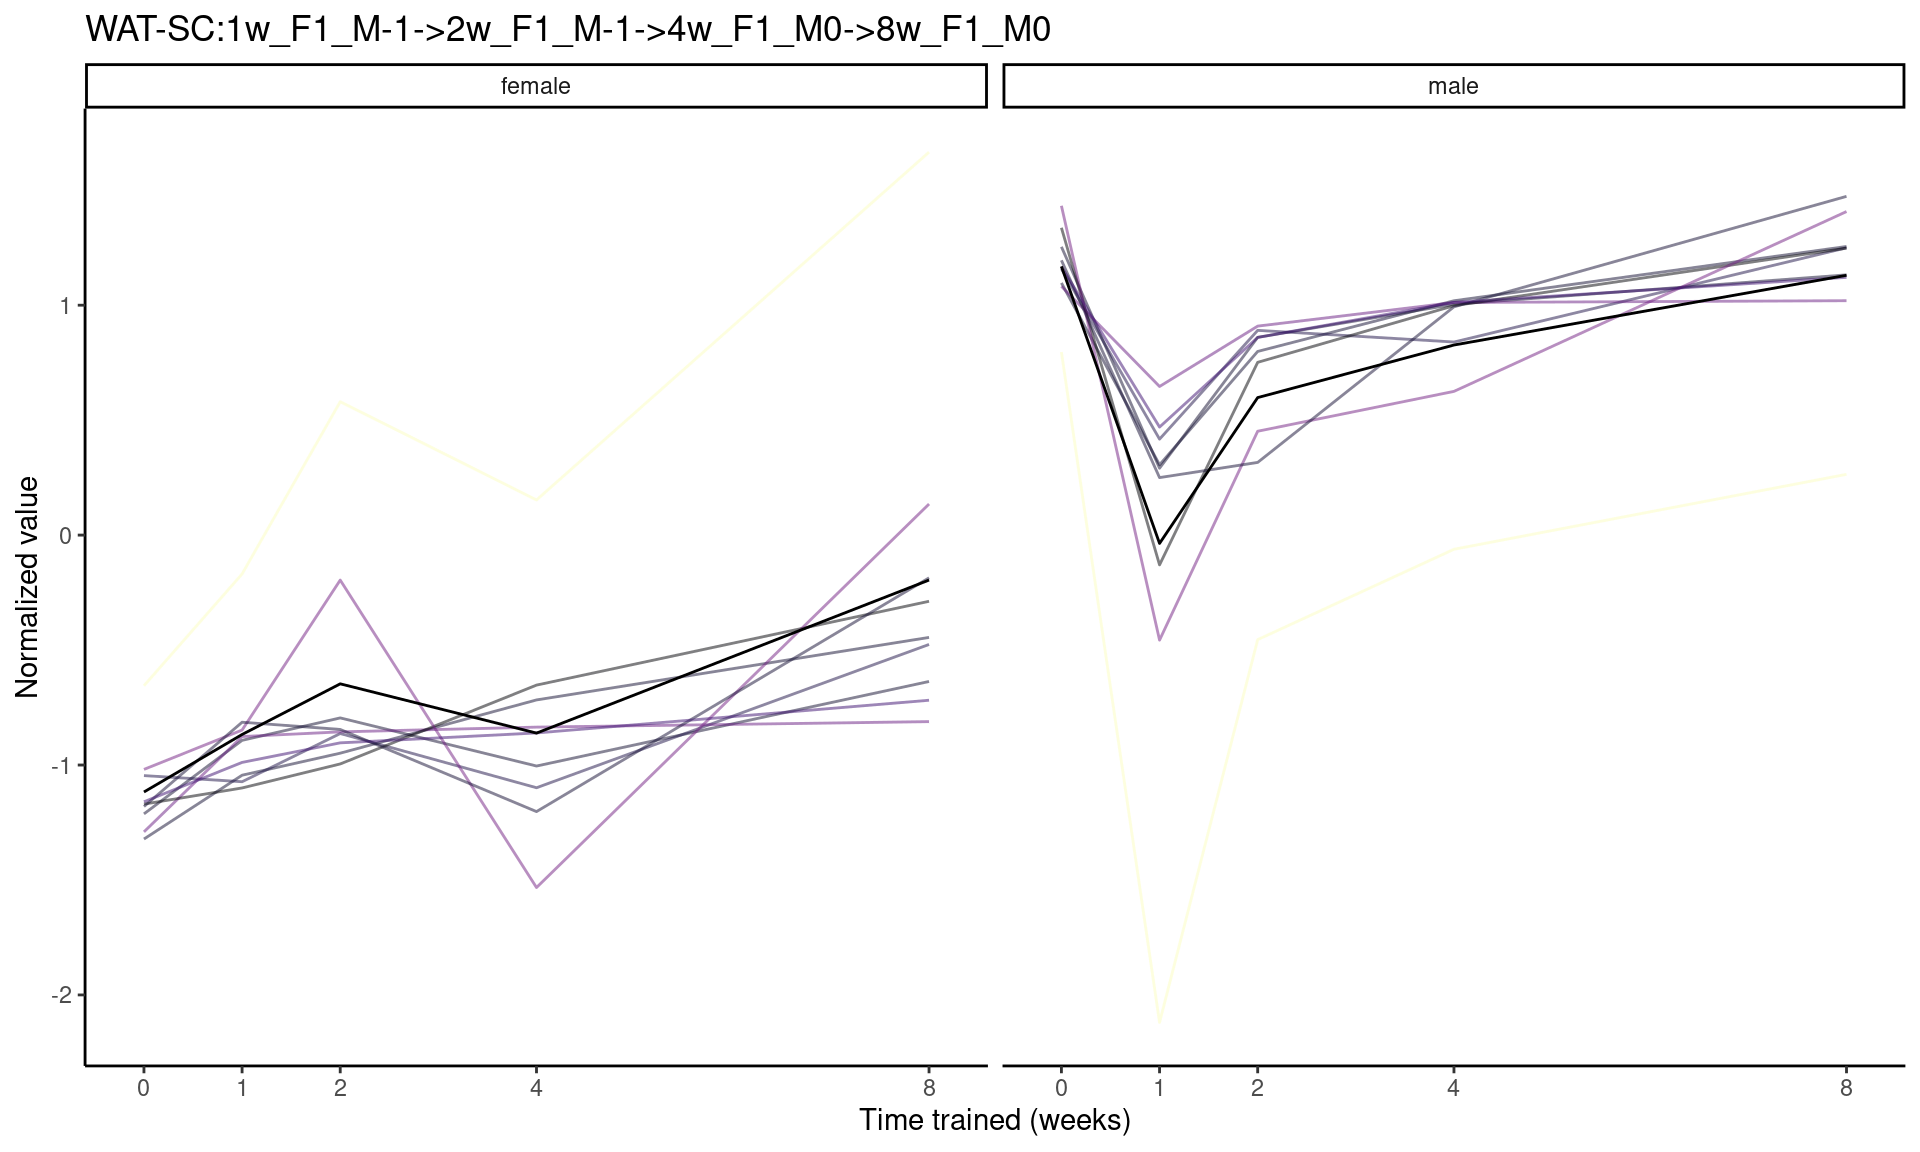 WAT-SC:1w_F1_M-1->2w_F1_M-1->4w_F1_M0->8w_F1_M0
female male
Normalized value
1
0
-1
-2
0 1 2 4 8 0 1 2 4 8
Time trained (weeks)